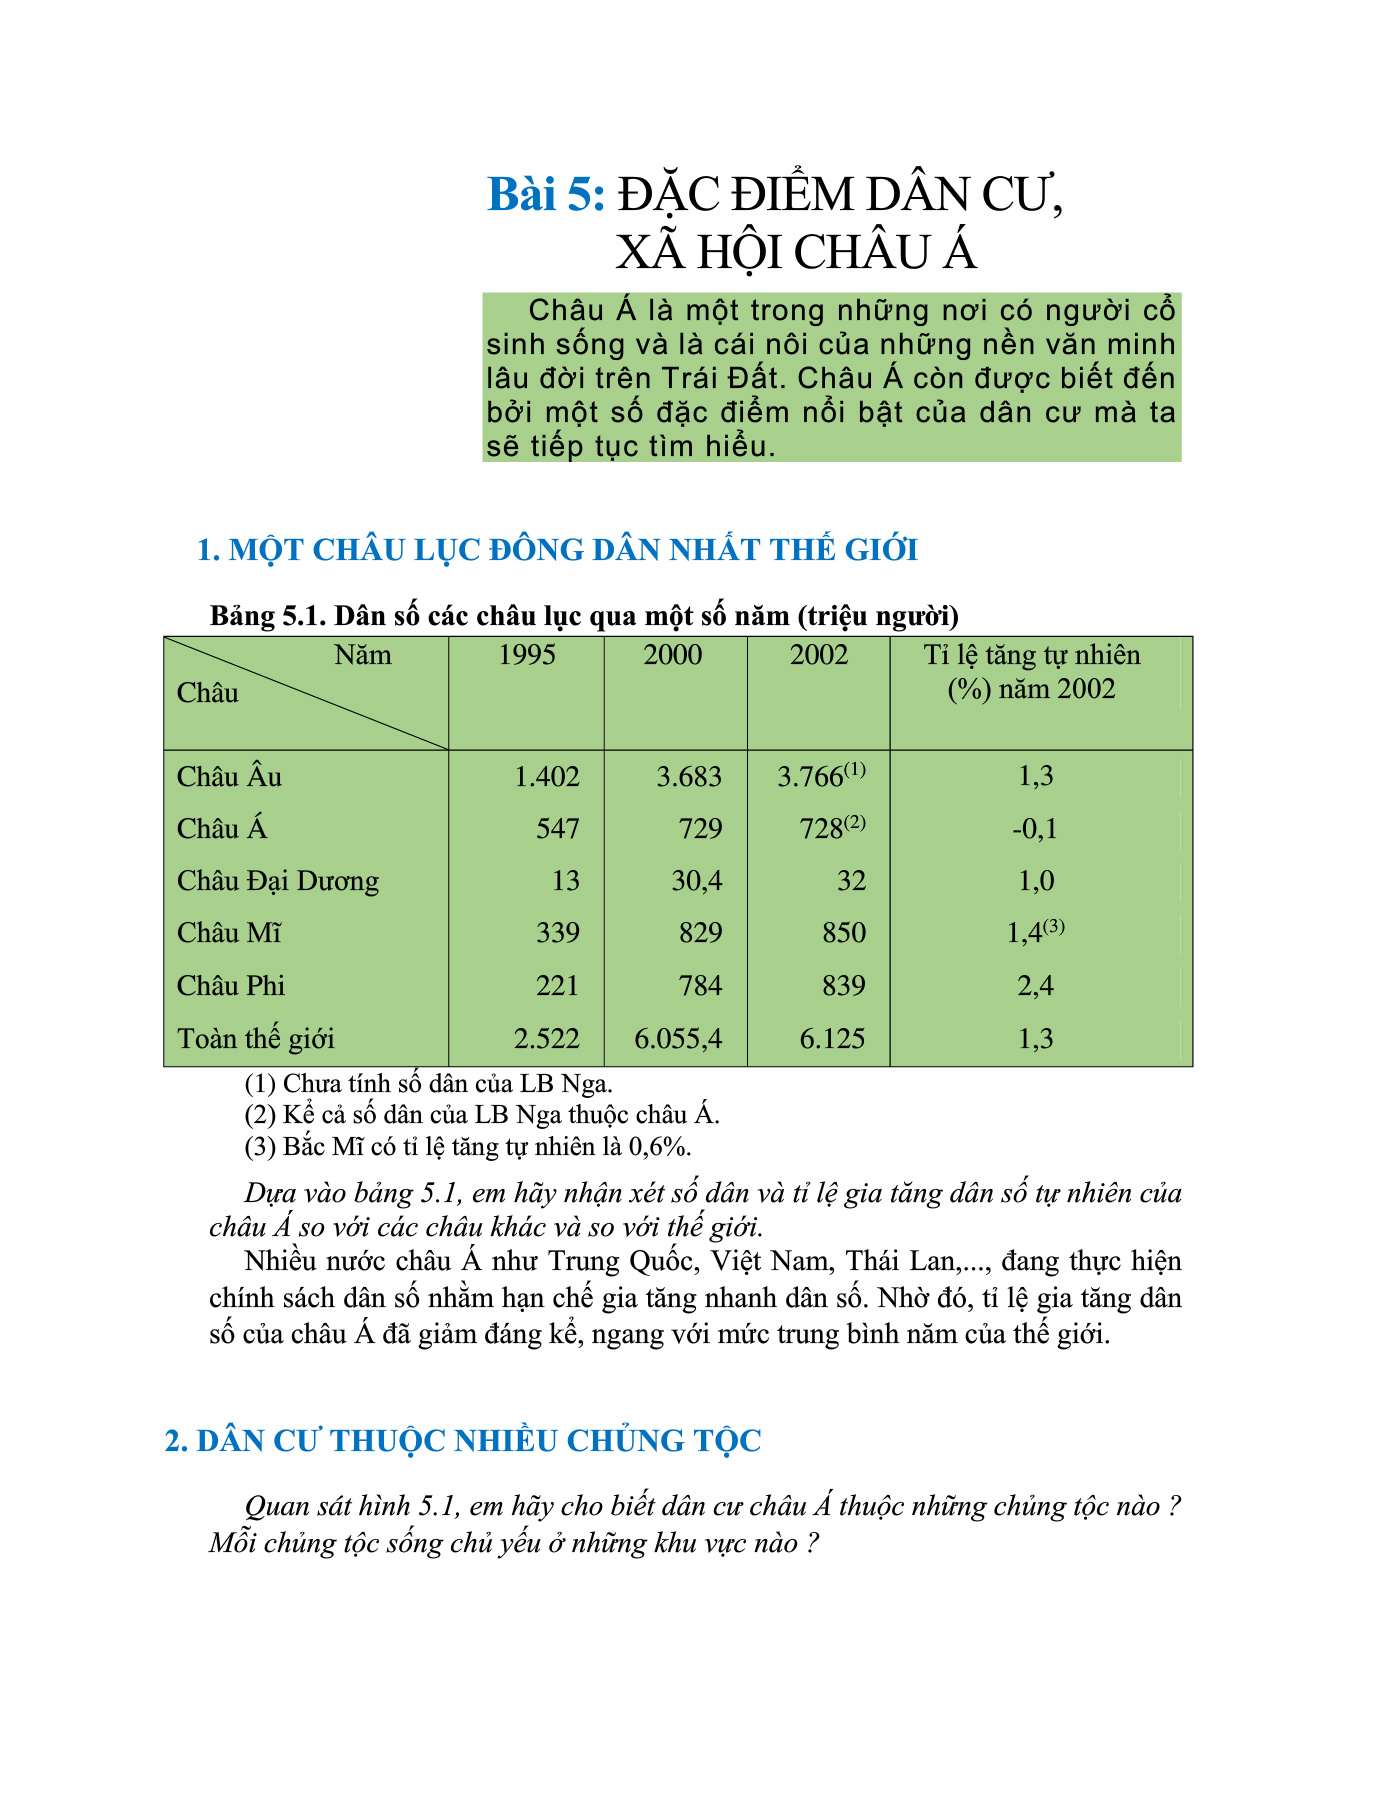 Bài 5: ĐẶC ĐIỂM DÂN CƯ,
XÃ HỘI CHÂU Á
Châu Á là một trong những nơi có người cổ
sinh sống và là cái nôi của những nền văn minh
lâu đời trên Trái Đất. Châu Á còn được biết đến
bởi một số đặc điểm nổi bật của dân cư mà ta
sẽ tiếp tục tìm hiểu.
1. MỘT CHÂU LỤC ĐÔNG DÂN NHẤT THẾ GIỚI
Bảng 5.1. Dân số các châu lục qua một số năm (triệu người)
Năm 1995 2000 2002 Tỉ lệ tăng tự nhiên
Châu (%) năm 2002
Châu Âu 1.402 3.683 3.766(1) 1,3
Châu Á 547 729 728(2) -0,1
Châu Đại Dương 13 30,4 32 1,0
Châu Mĩ 339 829 850 1,4(3)
Châu Phi 221 784 839 2,4
Toàn thế giới 2.522 6.055,4 6.125 1,3
(1) Chưa tính số dân của LB Nga.
(2) Kể cả số dân của LB Nga thuộc châu Á.
(3) Bắc Mĩ có tỉ lệ tăng tự nhiên là 0,6%.
Dựa vào bảng 5.1, em hãy nhận xét số dân và tỉ lệ gia tăng dân số tự nhiên của
châu Á so với các châu khác và so với thế giới.
Nhiều nước châu Á như Trung Quốc, Việt Nam, Thái Lan,..., đang thực hiện
chính sách dân số nhằm hạn chế gia tăng nhanh dân số. Nhờ đó, tỉ lệ gia tăng dân
số của châu Á đã giảm đáng kể, ngang với mức trung bình năm của thế giới.
2. DÂN CƯ THUỘC NHIỀU CHỦNG TỘC
Quan sát hình 5.1, em hãy cho biết dân cư châu Á thuộc những chủng tộc nào ?
Mỗi chủng tộc sống chủ yếu ở những khu vực nào ?